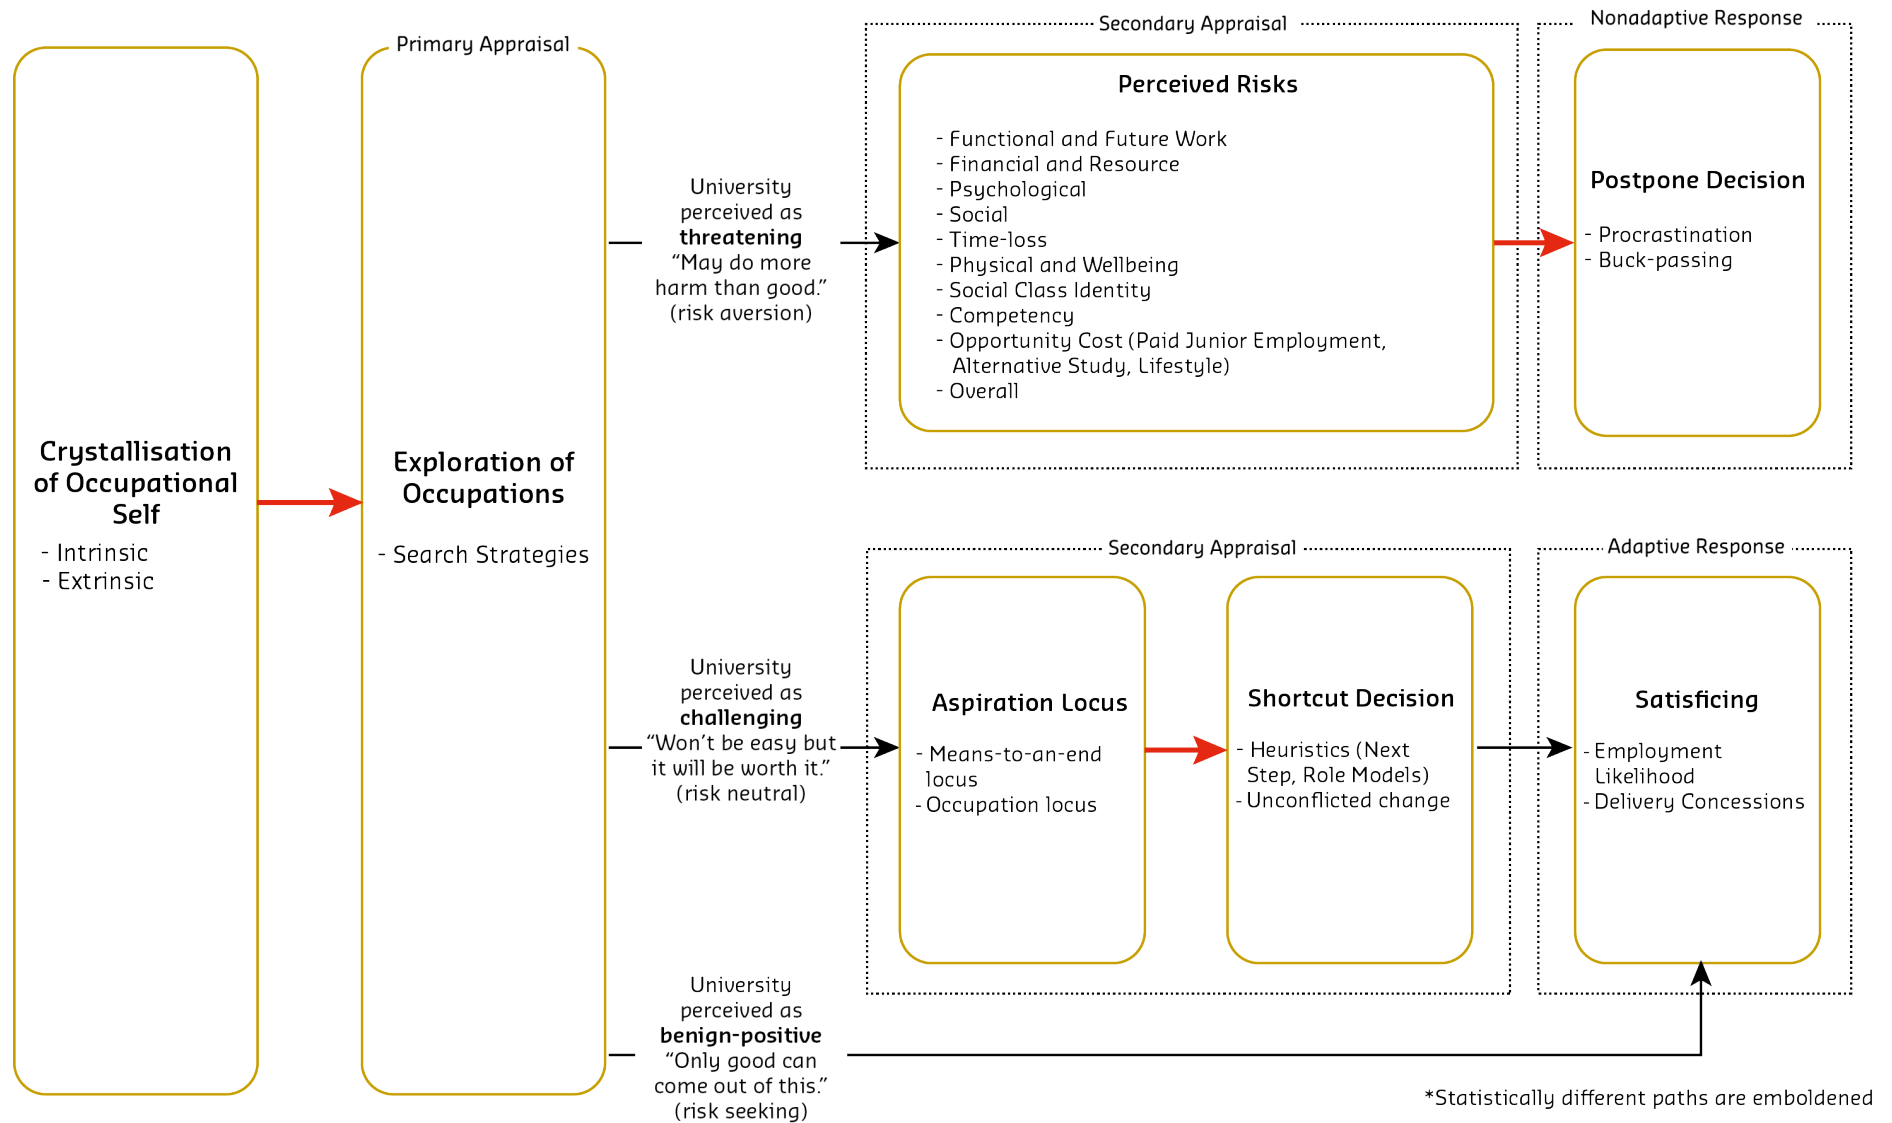 Crystallisation
of Occupational
Self
- Intrinsic
- Extrinsic
Primary Appraisal
Exploration of
Occupations
- Search Strategies
University
perceived as
threatening
“May do more
harm than good.”
(risk aversion)
Secondary Appraisal
Perceived Risks
- Functional and Future Work
- Financial and Resource
- Psychological
- Social
- Time-loss
- Physical and Wellbeing
- Social Class Identity
- Competency
- Opportunity Cost (Paid Junior Employment,
Alternative Study, Lifestyle)
- Overall
Nonadaptive Response
Postpone Decision
- Procrastination
- Buck-passing
University
perceived as
challenging
“Won’t be easy but
it will be worth it.”
(risk neutral)
Secondary Appraisal
Aspiration Locus
- Means-to-an-end
locus
- Occupation locus
Shortcut Decision
- Heuristics (Next
Step, Role Models)
- Unconflicted change
Adaptive Response
Satisficing
- Employment
Likelihood
- Delivery Concessions
University
perceived as
benign-positive
“Only good can
come out of this.”
(risk seeking)
*Statistically different paths are emboldened